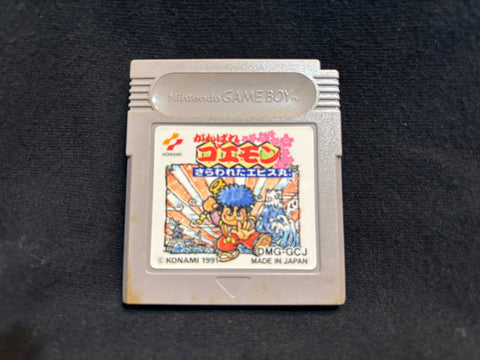 Nintendo GAME BOY TM
KONAMI
がんばれ
ゴエモン
さらわれたエビス丸
DMG-GCJ
© KONAMI 1991
MADE IN JAPAN